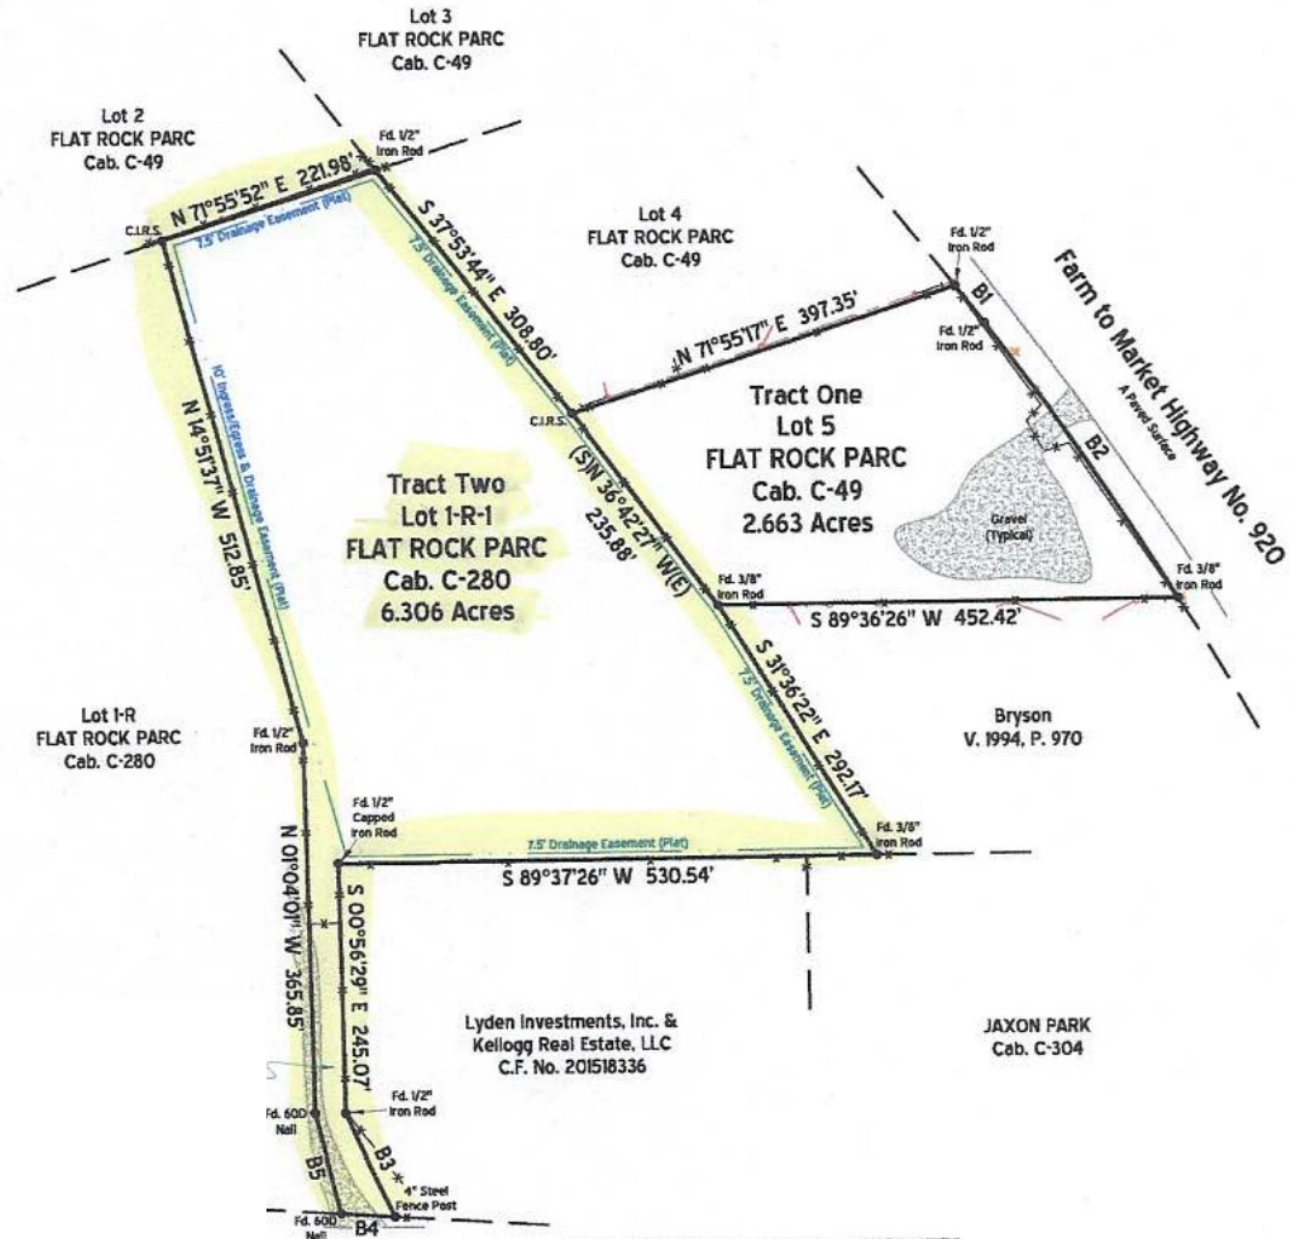 Lot 3
FLAT ROCK PARC
Cab. C-49
Lot 2
FLAT ROCK PARC
Cab. C-49
Fd. 1/2"
Iron Rod
N 71°55'52" E 221.98'
7.5' Drainage Easement (Plat)
C.I.R.S.
S 37°53'44" E 308.80'
7.5' Drainage Easement (Plat)
Lot 4
FLAT ROCK PARC
Cab. C-49
Fd. 1/2"
Iron Rod
B1
Fd. 1/2"
Iron Rod
Farm to Market Highway No. 920
A Paved Surface
N 71°55'17" E 397.35'
C.I.R.S.
Tract One
Lot 5
FLAT ROCK PARC
Cab. C-49
2.663 Acres
B2
Gravel
(Typical)
10' Ingress/Egress & Drainage Easement (Plat)
N 14°51'37" W 512.85'
Tract Two
Lot 1-R-1
FLAT ROCK PARC
Cab. C-280
6.306 Acres
(S)N 36°42'27" W(E)
235.88'
Fd. 3/8"
Iron Rod
Fd. 3/8"
Iron Rod
S 89°36'26" W 452.42'
S 31°36'22" E 292.17'
7.5' Drainage Easement (Plat)
Lot 1-R
FLAT ROCK PARC
Cab. C-280
Fd. 1/2"
Iron Rod
Bryson
V. 1994, P. 970
Fd. 1/2"
Capped
Iron Rod
7.5' Drainage Easement (Plat)
Fd. 3/8"
Iron Rod
S 89°37'26" W 530.54'
N 01°04'01" W 365.85'
S 00°56'29" E 245.07'
Lyden Investments, Inc. &
Kellogg Real Estate, LLC
C.F. No. 201518336
JAXON PARK
Cab. C-304
Fd. 1/2"
Iron Rod
Fd. 60D
Nail
B5
B3
4" Steel
Fence Post
Fd. 60D
Nail
B4